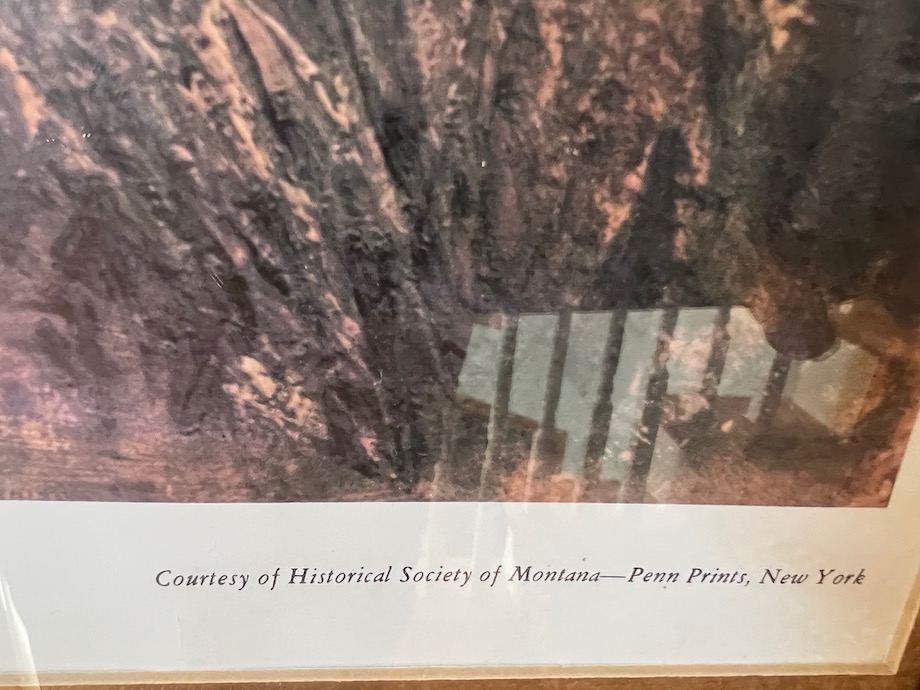 Courtesy of Historical Society of Montana—Penn Prints, New York